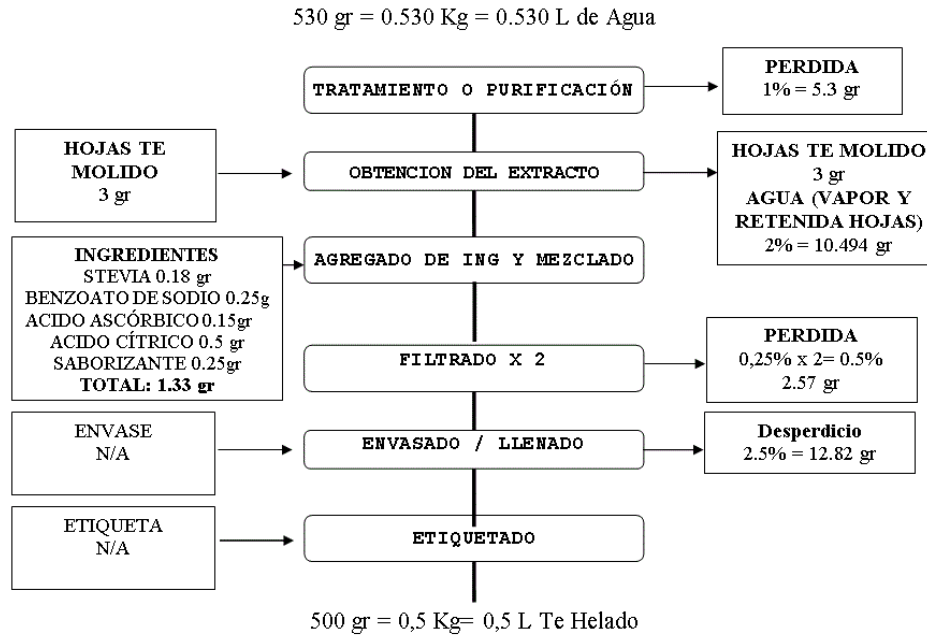 530 gr = 0.530 Kg = 0.530 L de Agua
TRATAMIENTO O PURIFICACIÓN
PERDIDA
1% = 5.3 gr
HOJAS TE
MOLIDO
3 gr
OBTENCION DEL EXTRACTO
HOJAS TE MOLIDO
3 gr
AGUA (VAPOR Y
RETENIDA HOJAS)
2% = 10.494 gr
INGREDIENTES
STEVIA 0.18 gr
BENZOATO DE SODIO 0.25g
ACIDO ASCÓRBICO 0.15gr
ACIDO CÍTRICO 0.5 gr
SABORIZANTE 0.25gr
TOTAL: 1.33 gr
AGREGADO DE ING Y MEZCLADO
FILTRADO X 2
PERDIDA
0,25% x 2= 0.5%
2.57 gr
ENVASE
N/A
ENVASADO / LLENADO
Desperdicio
2.5% = 12.82 gr
ETIQUETA
N/A
ETIQUETADO
500 gr = 0,5 Kg= 0,5 L Te Helado